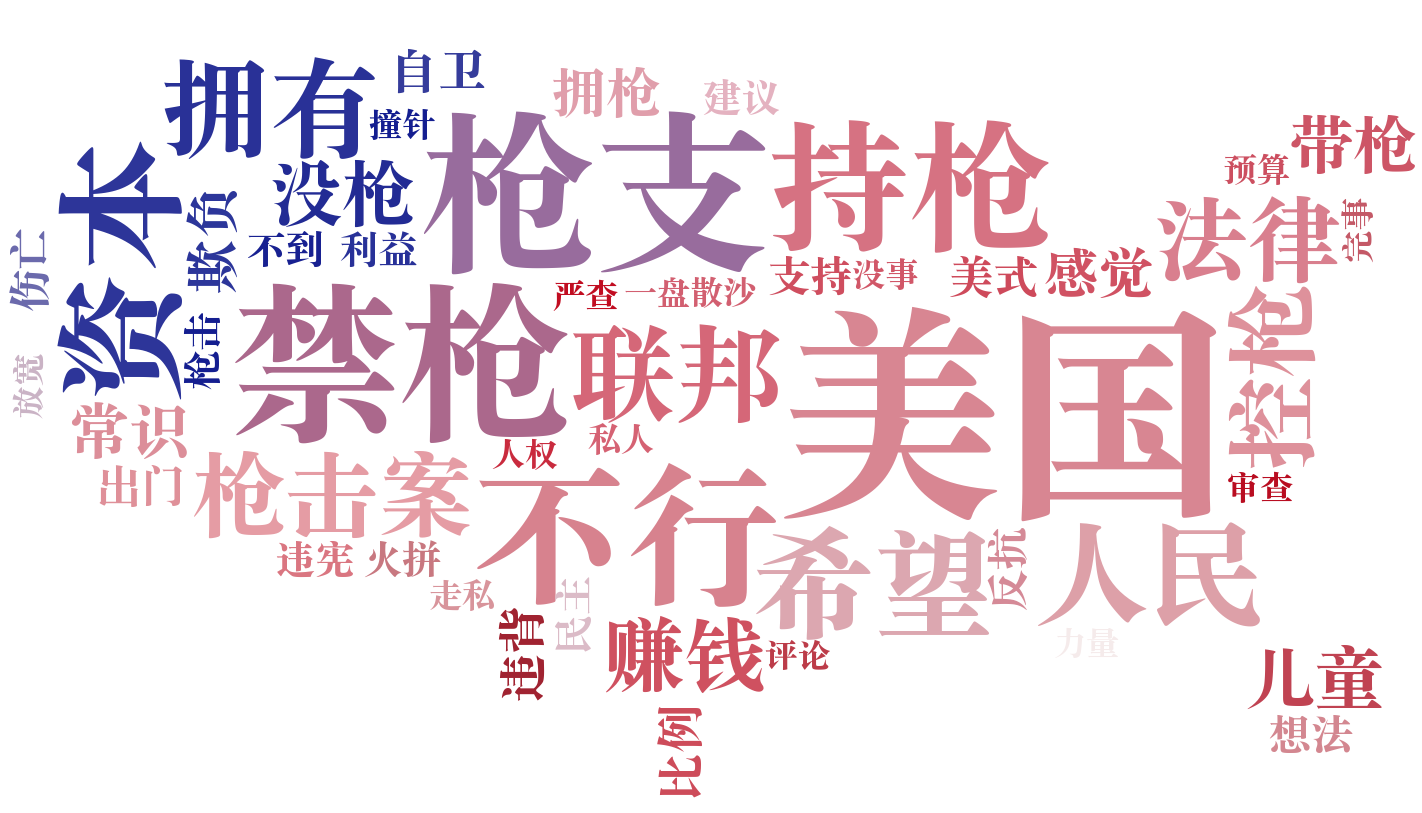 自卫
拥有
拥枪
建议
撞针
枪支
持枪
带枪
预算
资本
没枪
欺负
法律
完事
伤亡
不到
利益
支持
没事
美式
感觉
严查
一盘散沙
禁枪
枪击
联邦
美国
控枪
放宽
常识
人权
私人
出门
枪击案
不行
审查
违宪
火拼
希望
反抗
人民
走私
民主
违背
赚钱
评论
力量
儿童
比例
想法